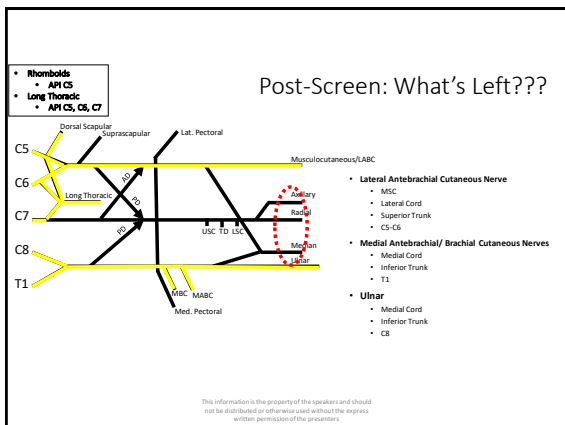 • Rhomboids
• API C5
• Long Thoracic
• API C5, C6, C7
Post-Screen: What's Left???
Dorsal Scapular
Suprascapular
Lat. Pectoral
C5
Musculocutaneous/LABC
AD
C6
PD
Long Thoracic
Axillary
C7
Radial
PD
USC TD LSC
C8
Median
Ulnar
T1
MBC
MABC
Med. Pectoral
• Lateral Antebrachial Cutaneous Nerve
• MSC
• Lateral Cord
• Superior Trunk
• C5-C6
• Medial Antebrachial/ Brachial Cutaneous Nerves
• Medial Cord
• Inferior Trunk
• T1
• Ulnar
• Medial Cord
• Inferior Trunk
• C8
This information is the property of the speakers and should
not be distributed or otherwise used without the express
written permission of the presenters